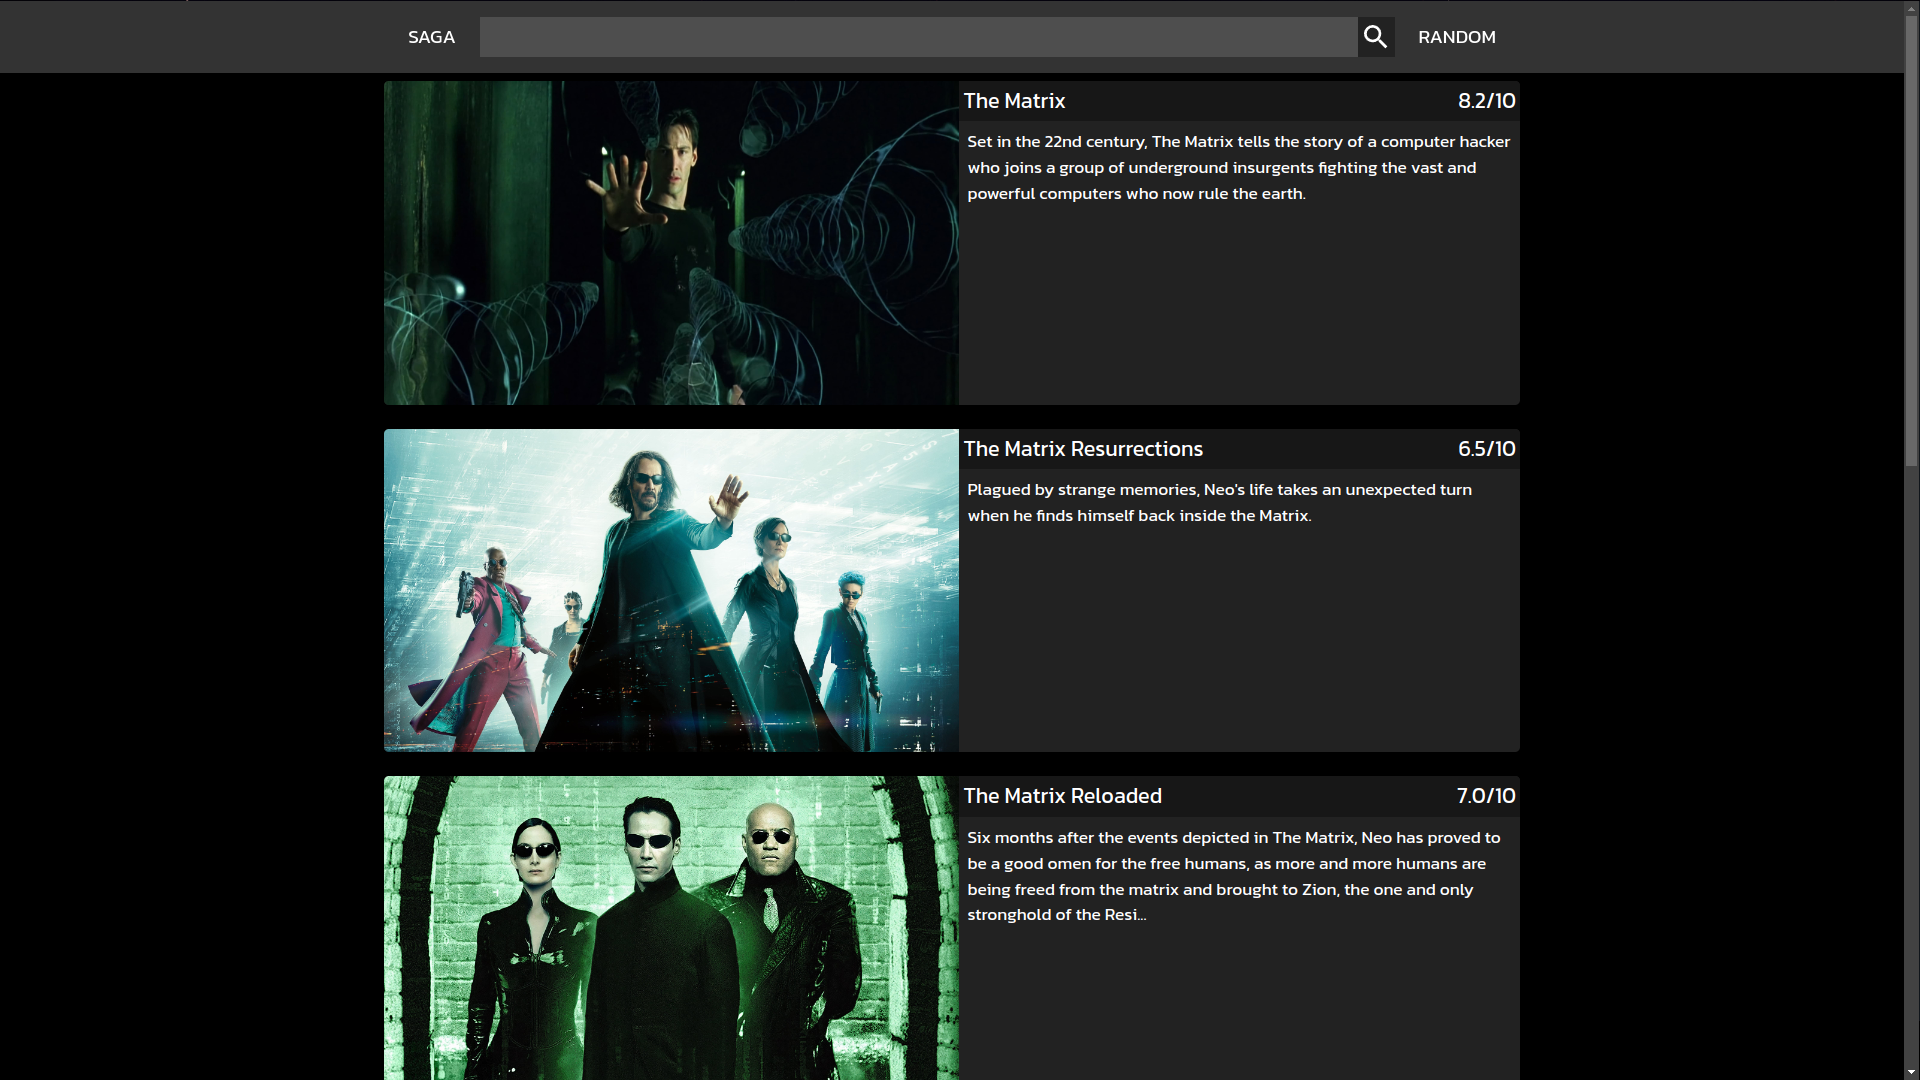 SAGA
RANDOM
The Matrix 8.2/10
Set in the 22nd century, The Matrix tells the story of a computer hacker
who joins a group of underground insurgents fighting the vast and
powerful computers who now rule the earth.
The Matrix Resurrections 6.5/10
Plagued by strange memories, Neo's life takes an unexpected turn
when he finds himself back inside the Matrix.
The Matrix Reloaded 7.0/10
Six months after the events depicted in The Matrix, Neo has proved to
be a good omen for the free humans, as more and more humans are
being freed from the matrix and brought to Zion, the one and only
stronghold of the Resi...